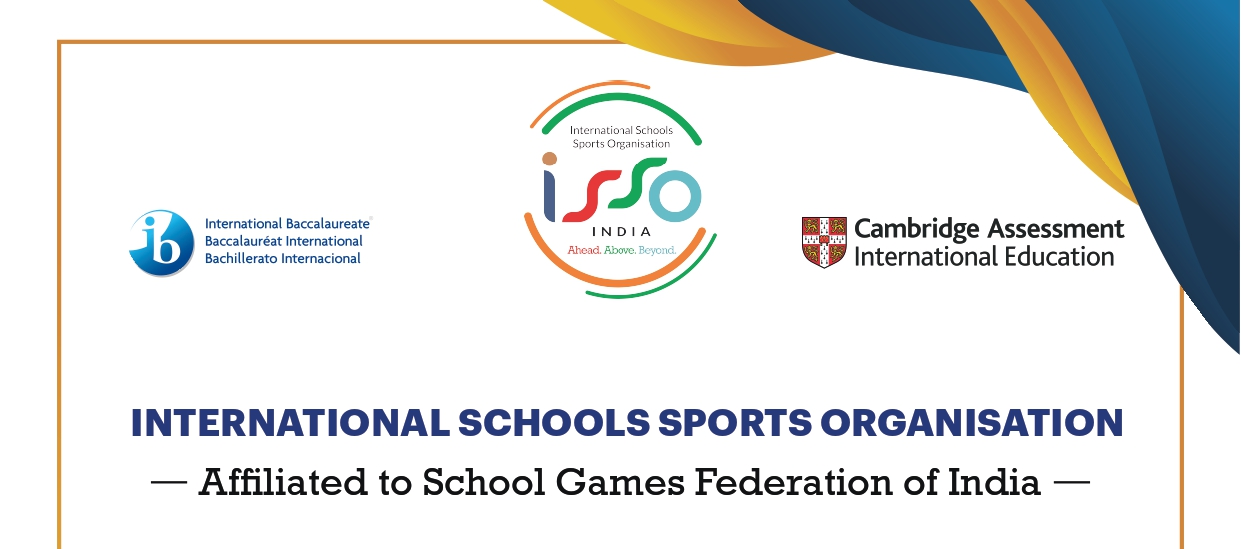 International Schools
Sports Organisation
isso
INDIA
Ahead. Above. Beyond.
ib
International Baccalaureate
Baccalauréat International
Bachillerato Internacional
Cambridge Assessment
International Education
INTERNATIONAL SCHOOLS SPORTS ORGANISATION
— Affiliated to School Games Federation of India —